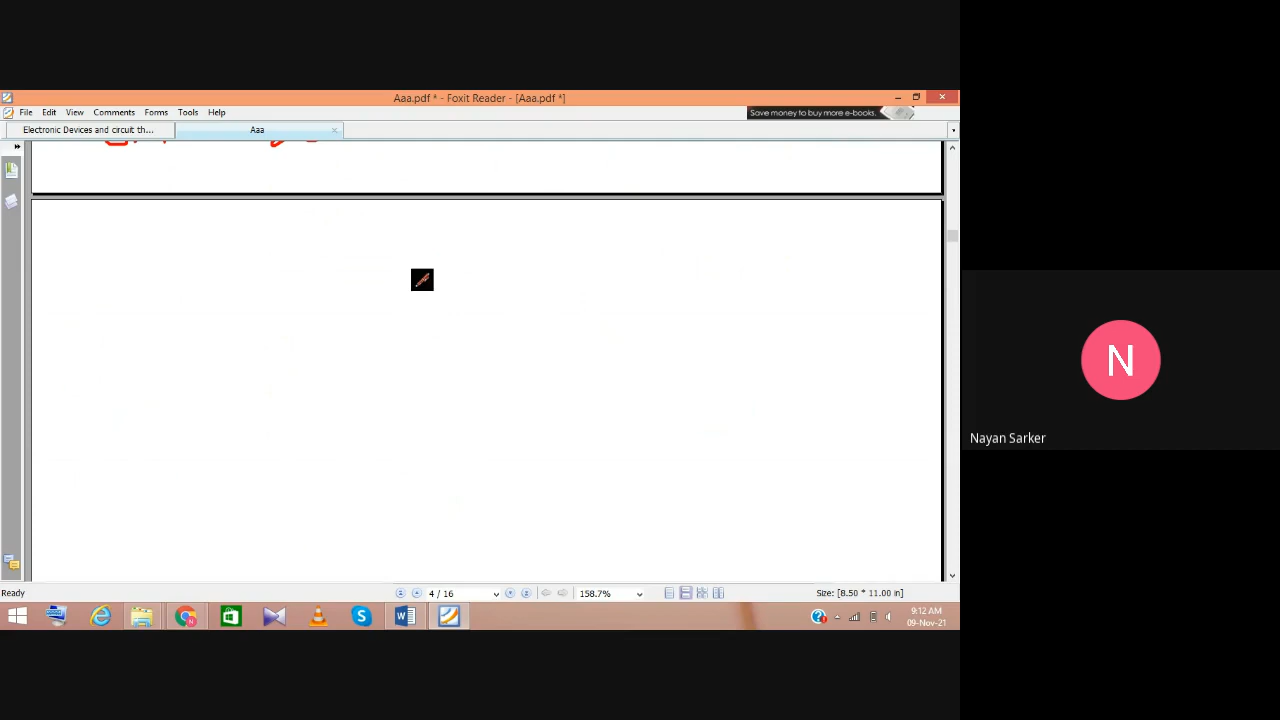 Aaa.pdf * - Foxit Reader - [Aaa.pdf *]
File Edit View Comments Forms Tools Help
Save money to buy more e-books.
Electronic Devices and circuit th...
Aaa
N
Nayan Sarker
Ready
4 / 16
158.7%
Size: [8.50 * 11.00 in]
9:12 AM
09-Nov-21